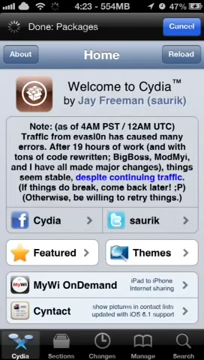 4:23 - 554MB
Done: Packages
Cancel
About
Home
Reload
Welcome to Cydia™
by Jay Freeman (saurik)
Note: (as of 4AM PST / 12AM UTC)
Traffic from evasi0n has caused many
errors. After 19 hours of work (and with
tons of code rewritten; BigBoss, ModMyi,
and I have all made major changes), things
seem stable, despite continuing traffic.
(If things do break, come back later! ;P)
(Otherwise, be willing to retry things.)
Cydia
saurik
Featured
Themes
MyWi
MyWi OnDemand
iPad to iPhone
Internet sharing
Cyntact
show pictures in contact lists
updated with iOS 6.1 support
Cydia
Sections
Changes
Manage
Search